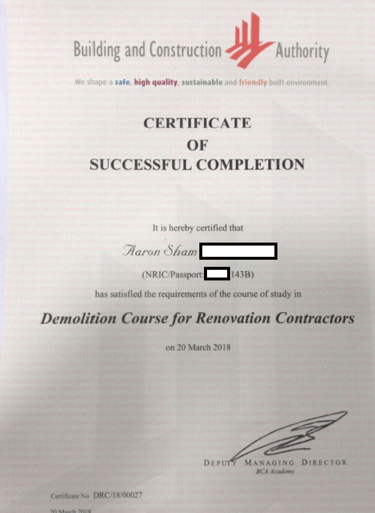 Building and Construction Authority
We shape a safe, high quality, sustainable and friendly built environment.
CERTIFICATE
OF
SUCCESSFUL COMPLETION
It is hereby certified that
Aaron Sham
(NRIC/Passport: 143B)
has satisfied the requirements of the course of study in
Demolition Course for Renovation Contractors
on 20 March 2018
DEPUTY MANAGING DIRECTOR
BCA Academy
Certificate No. DRC/18/00027
20 March 2018